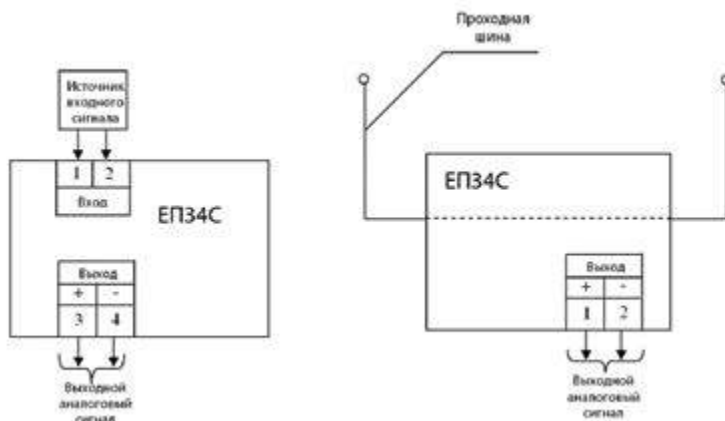 Источник
входного
сигнала
1 2
Вход
ЕП34С
Выход
+ -
3 4
Выходной
аналоговый
сигнал
Проходная
шина
ЕП34С
Выход
+ -
1 2
Выходной
аналоговый
сигнал